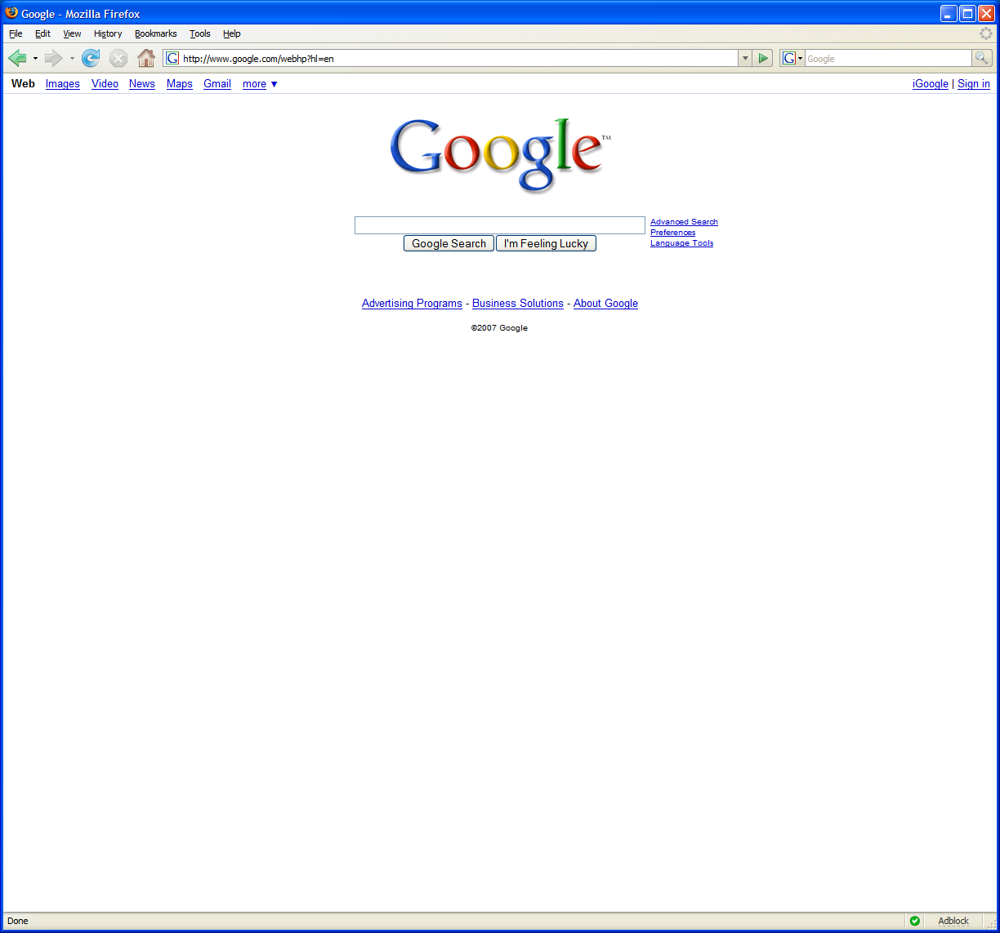 Google - Mozilla Firefox
File Edit View History Bookmarks Tools Help
http://www.google.com/webhp?hl=en Google
Web Images Video News Maps Gmail more ▼ iGoogle | Sign in
Google™
Advanced Search
Preferences
Language Tools
Google Search I'm Feeling Lucky
Advertising Programs - Business Solutions - About Google
©2007 Google
Done Adblock